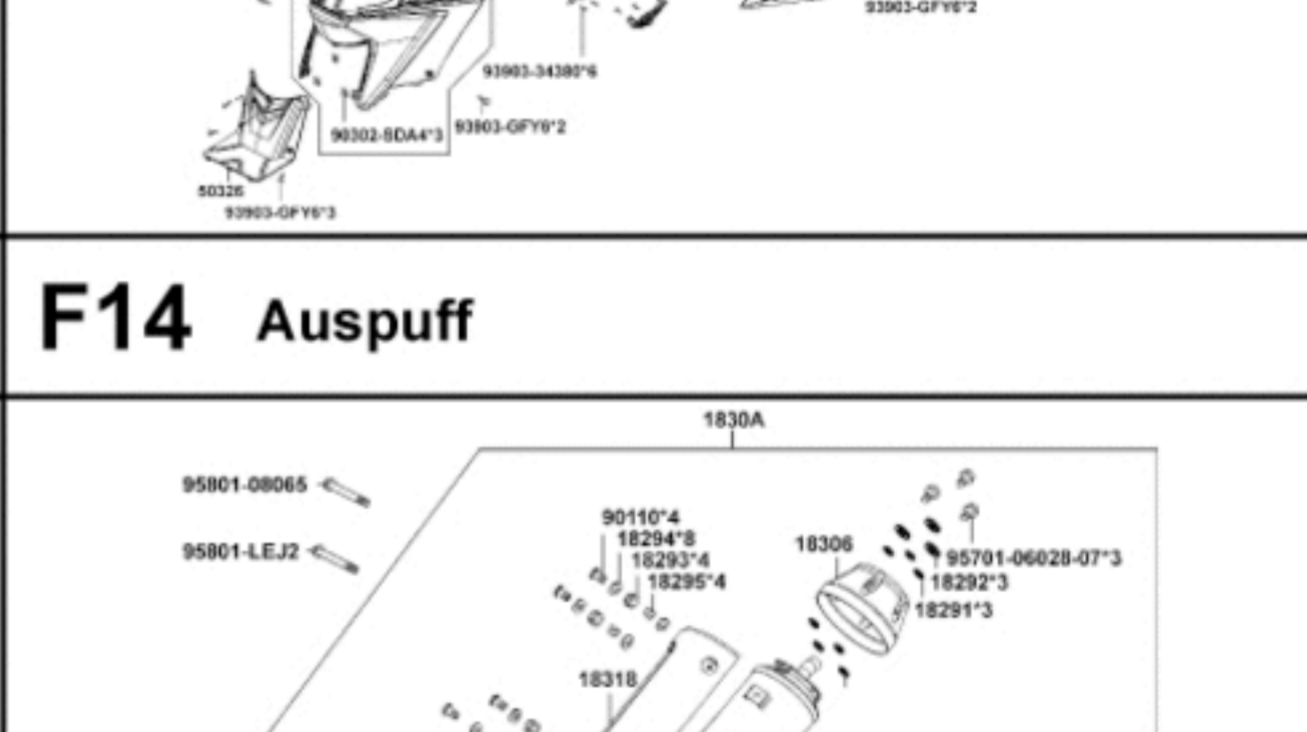 93903-GFY6*2
93903-34380*6
93903-GFY6*2
90302-SDA4*3
50326
93903-GFY6*3
F14 Auspuff
1830A
95801-08065
90110*4
18294*8
95801-LEJ2
18306
95701-06028-07*3
18293*4
18295*4
18292*3
18291*3
18318